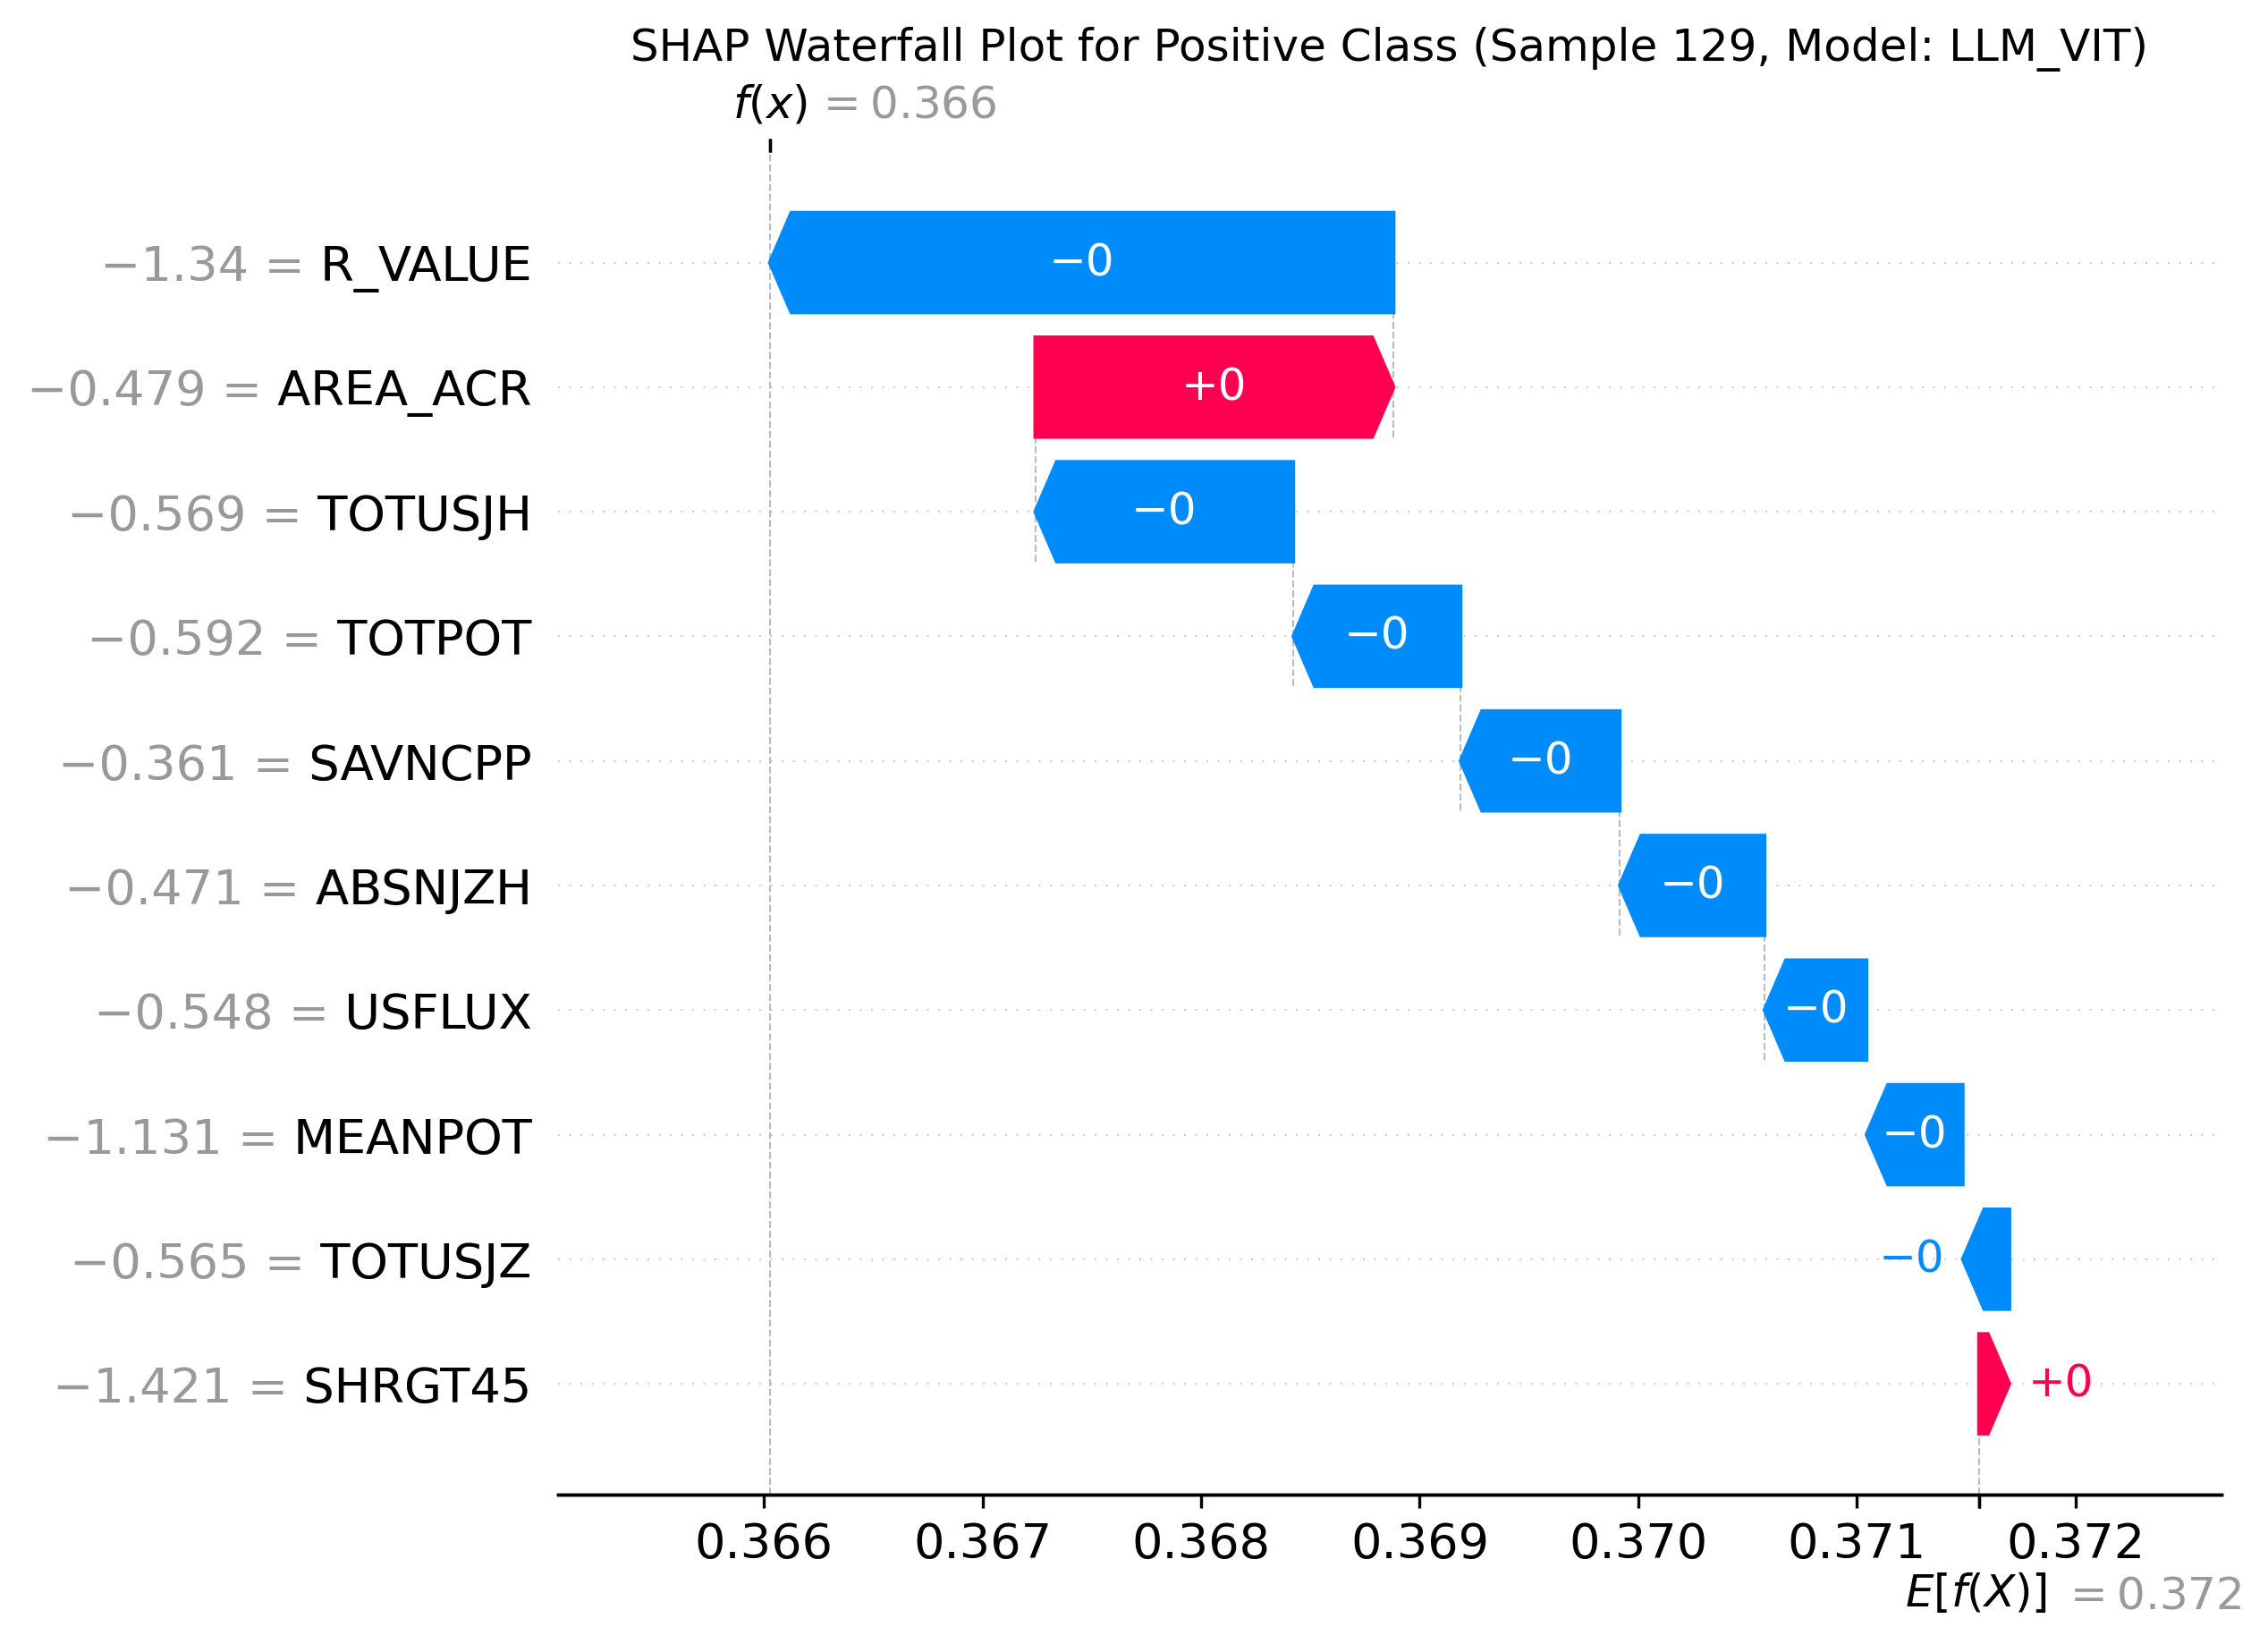 SHAP Waterfall Plot for Positive Class (Sample 129, Model: LLM_VIT)
f(x) = 0.366
−1.34 = R_VALUE −0
−0.479 = AREA_ACR +0
−0.569 = TOTUSJH −0
−0.592 = TOTPOT −0
−0.361 = SAVNCPP −0
−0.471 = ABSNJZH −0
−0.548 = USFLUX −0
−1.131 = MEANPOT −0
−0.565 = TOTUSJZ −0
−1.421 = SHRGT45 +0
0.366 0.367 0.368 0.369 0.370 0.371 0.372
E[f(X)] = 0.372